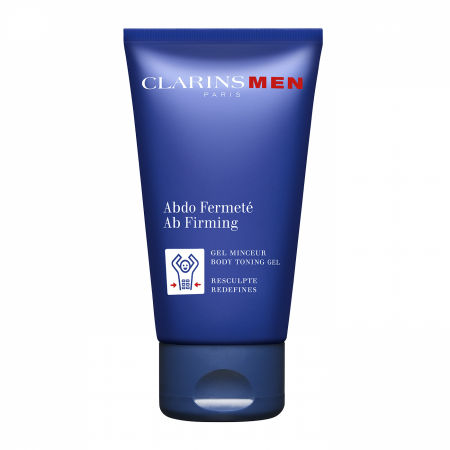 CLARINSMEN
PARIS
Abdo Fermeté
Ab Firming
GEL MINCEUR
BODY TONING GEL
RESCULPTE
REDEFINES